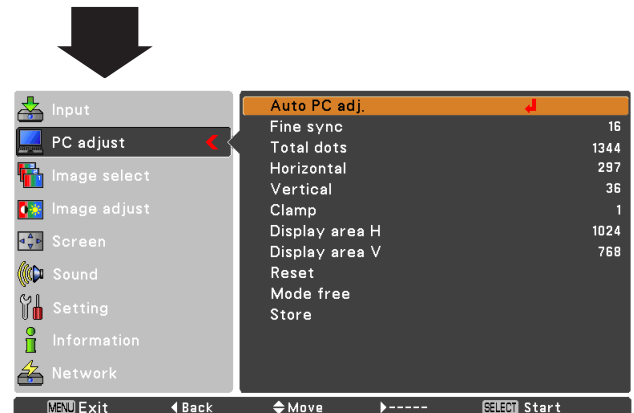 Input
PC adjust
Image select
Image adjust
Screen
Sound
Setting
Information
Network
Auto PC adj.
Fine sync 16
Total dots 1344
Horizontal 297
Vertical 36
Clamp 1
Display area H 1024
Display area V 768
Reset
Mode free
Store
MENU Exit Back Move ----- SELECT Start